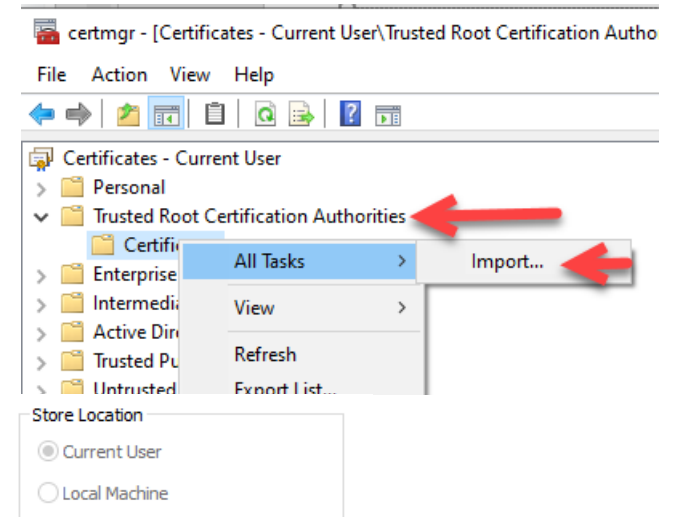 certmgr - [Certificates - Current User\Trusted Root Certification Autho
File Action View Help
Certificates - Current User
Personal
Trusted Root Certification Authorities
Certifi
All Tasks
Import...
Enterprise
Intermedi
View
Active Dire
Trusted Pu
Refresh
Untrusted
Export List...
Store Location
Current User
Local Machine